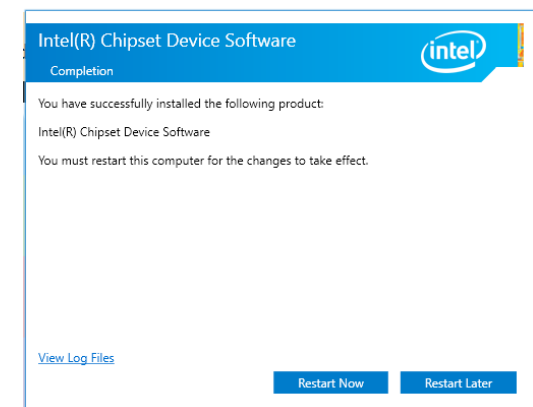 Intel(R) Chipset Device Software
intel
Completion
You have successfully installed the following product:
Intel(R) Chipset Device Software
You must restart this computer for the changes to take effect.
View Log Files
Restart Now
Restart Later